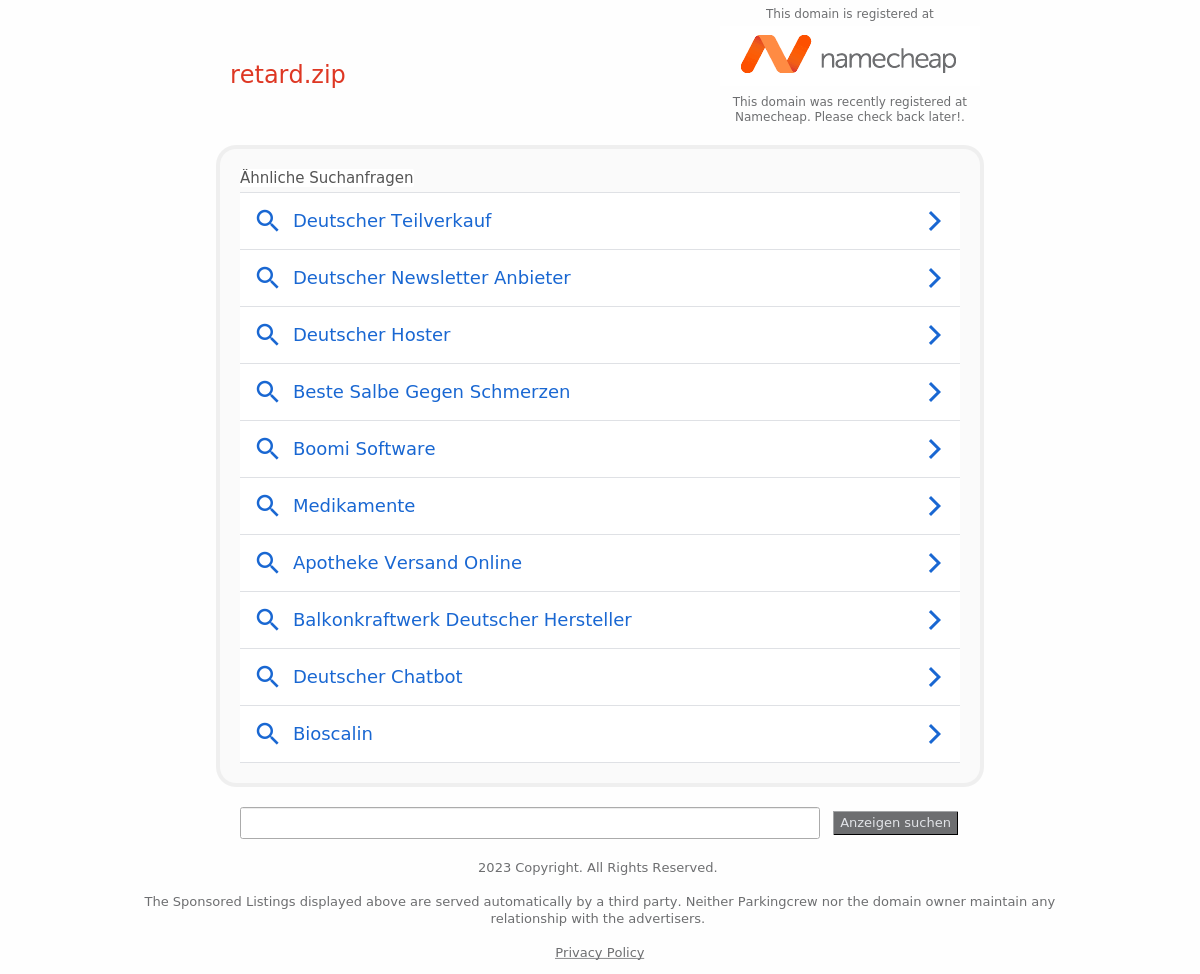 This domain is registered at
namecheap
retard.zip
This domain was recently registered at
Namecheap. Please check back later!.
Ähnliche Suchanfragen
Deutscher Teilverkauf
Deutscher Newsletter Anbieter
Deutscher Hoster
Beste Salbe Gegen Schmerzen
Boomi Software
Medikamente
Apotheke Versand Online
Balkonkraftwerk Deutscher Hersteller
Deutscher Chatbot
Bioscalin
Anzeigen suchen
2023 Copyright. All Rights Reserved.
The Sponsored Listings displayed above are served automatically by a third party. Neither Parkingcrew nor the domain owner maintain any
relationship with the advertisers.
Privacy Policy